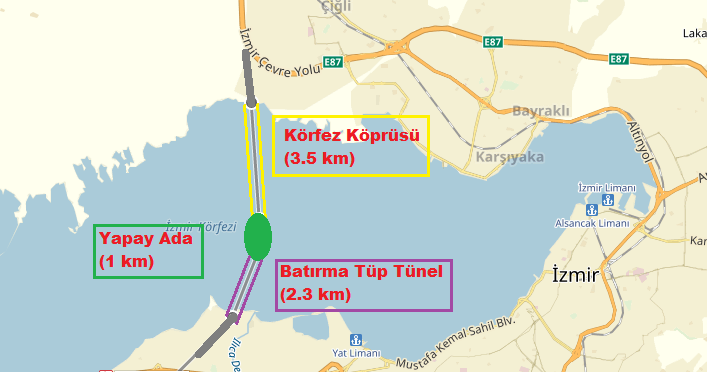 Çiğli
Laka
E87
İzmir Çevre Yolu
E87
Bayraklı
Altınyol
Körfez Köprüsü
(3.5 km)
Karşıyaka
İzmir Limanı
Alsancak Limanı
İzmir Körfezi
Yapay Ada
(1 km)
Batırma Tüp Tünel
(2.3 km)
İzmir
Ilıca De
Yat Limanı
Mustafa Kemal Sahil Blv.